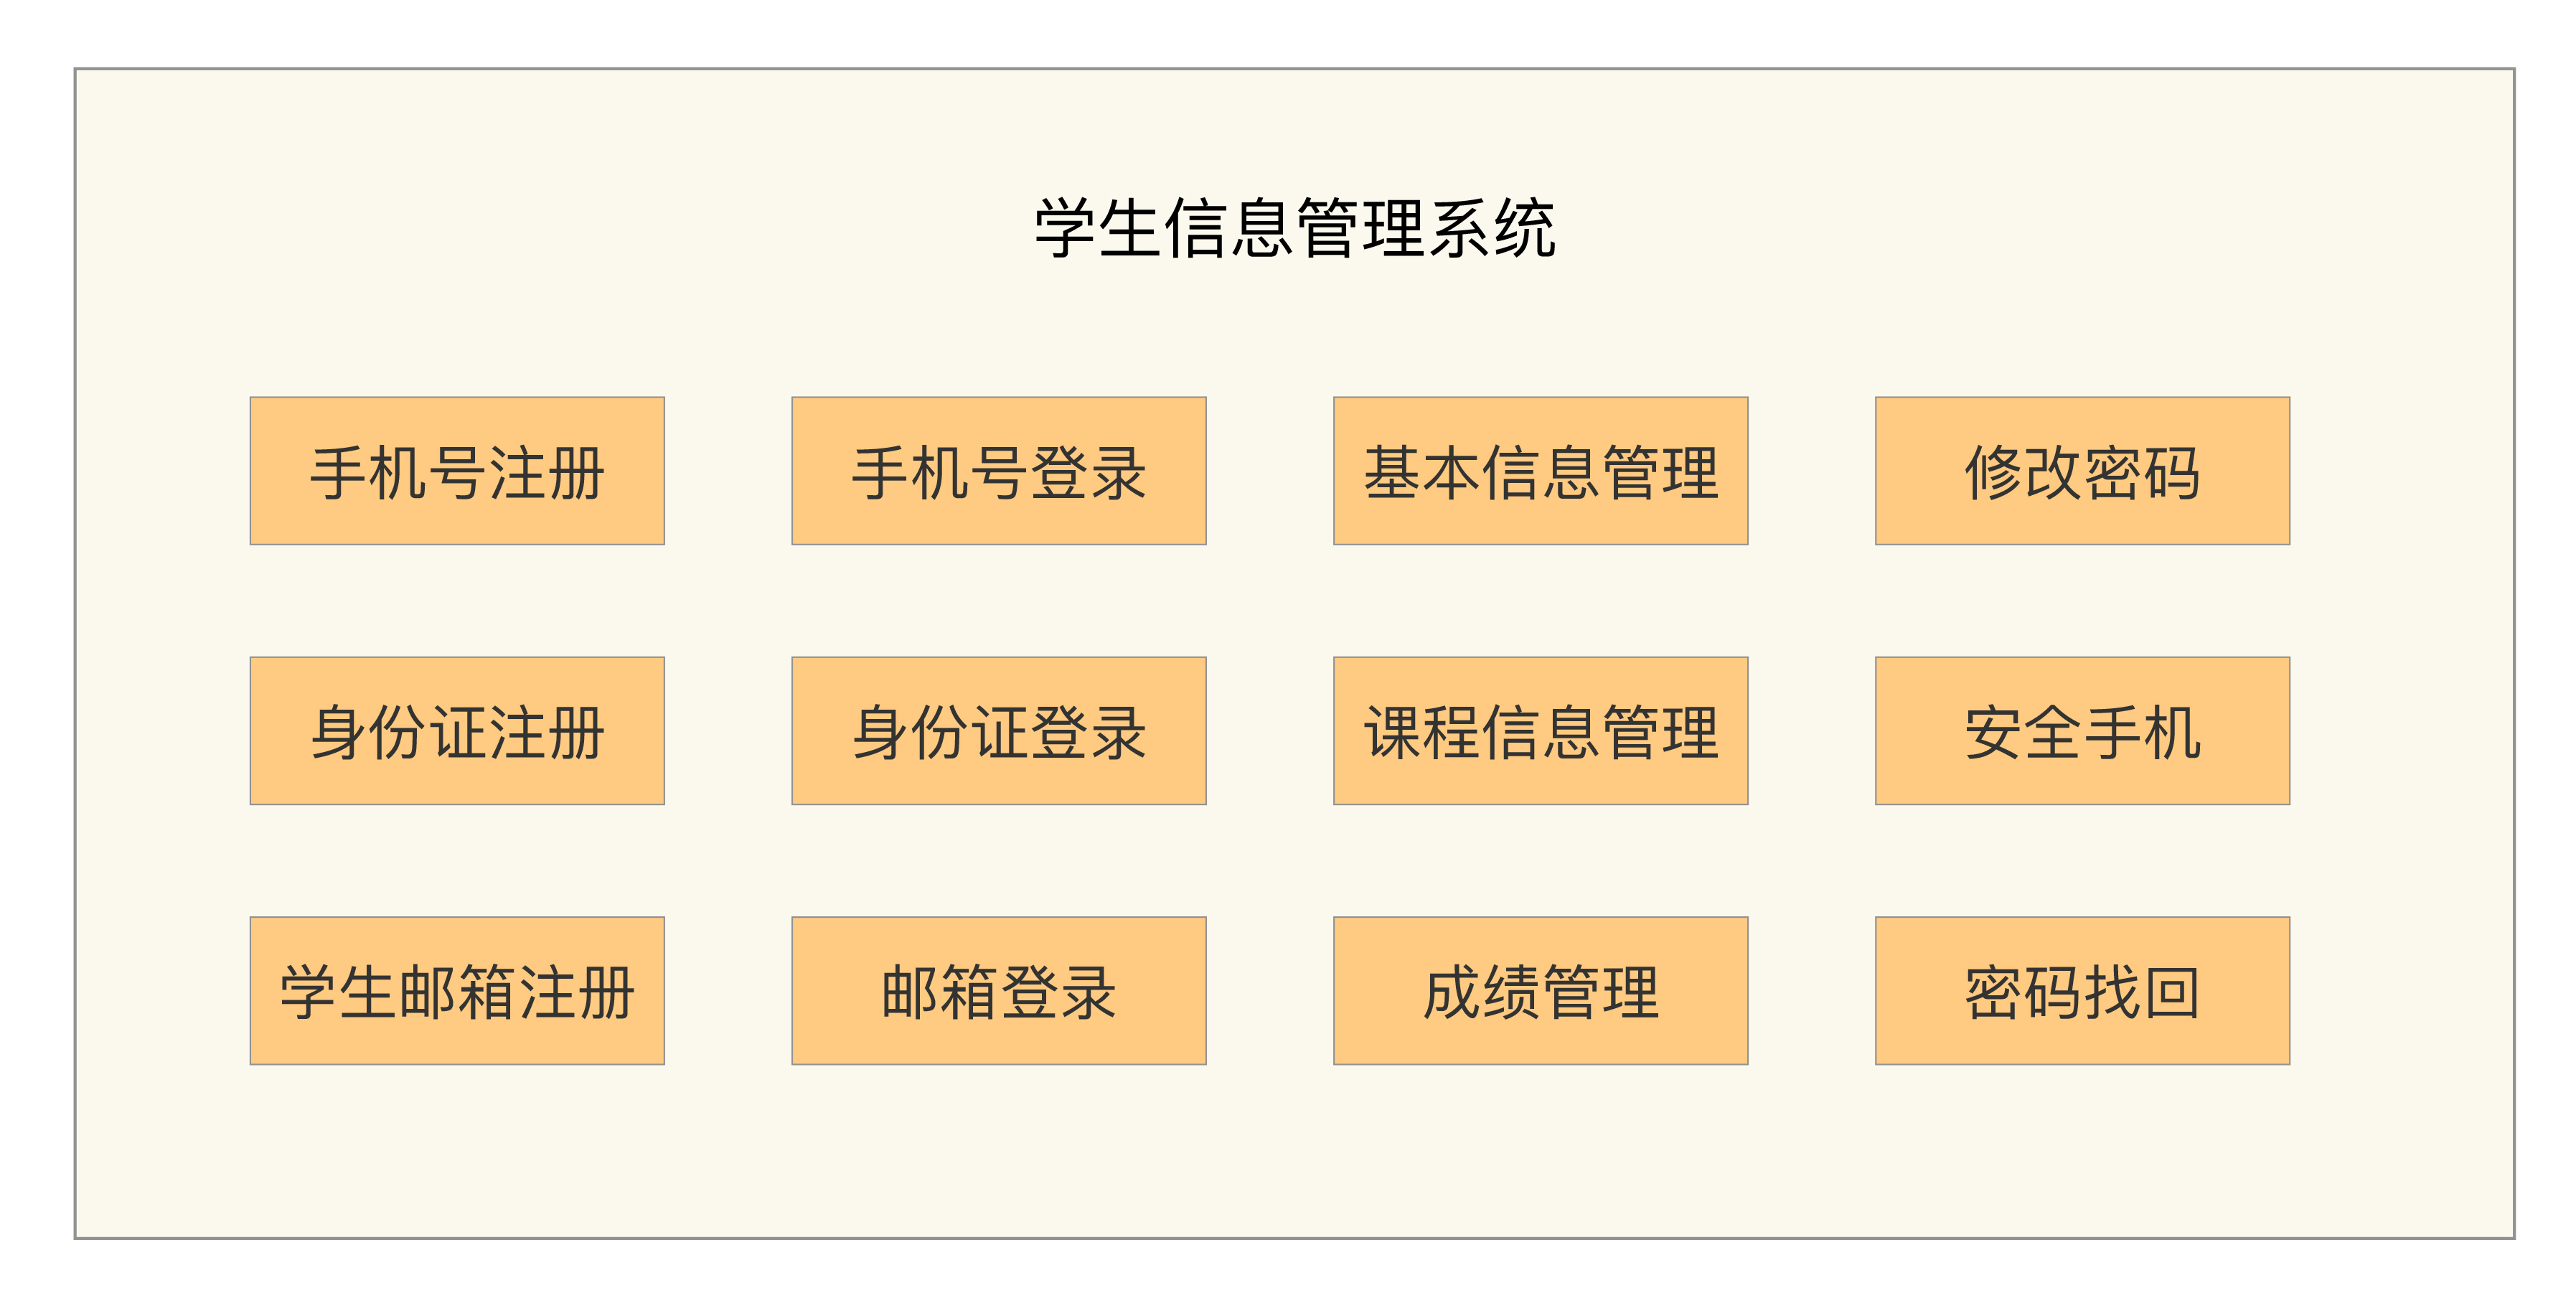 学生信息管理系统
手机号注册
手机号登录
基本信息管理
修改密码
身份证注册
身份证登录
课程信息管理
安全手机
学生邮箱注册
邮箱登录
成绩管理
密码找回